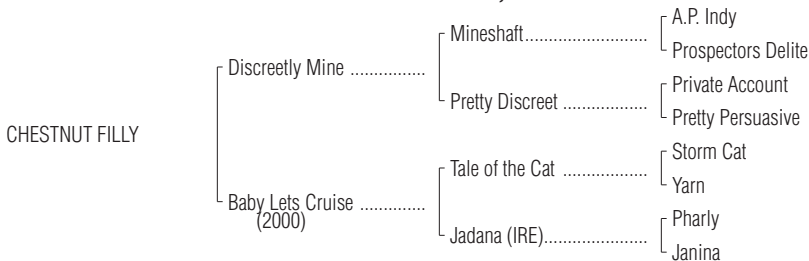 A.P. Indy
Mineshaft
Prospectors Delite
Discreetly Mine
Private Account
Pretty Discreet
Pretty Persuasive
CHESTNUT FILLY
Storm Cat
Tale of the Cat
Yarn
Baby Lets Cruise
(2000)
Pharly
Jadana (IRE)
Janina